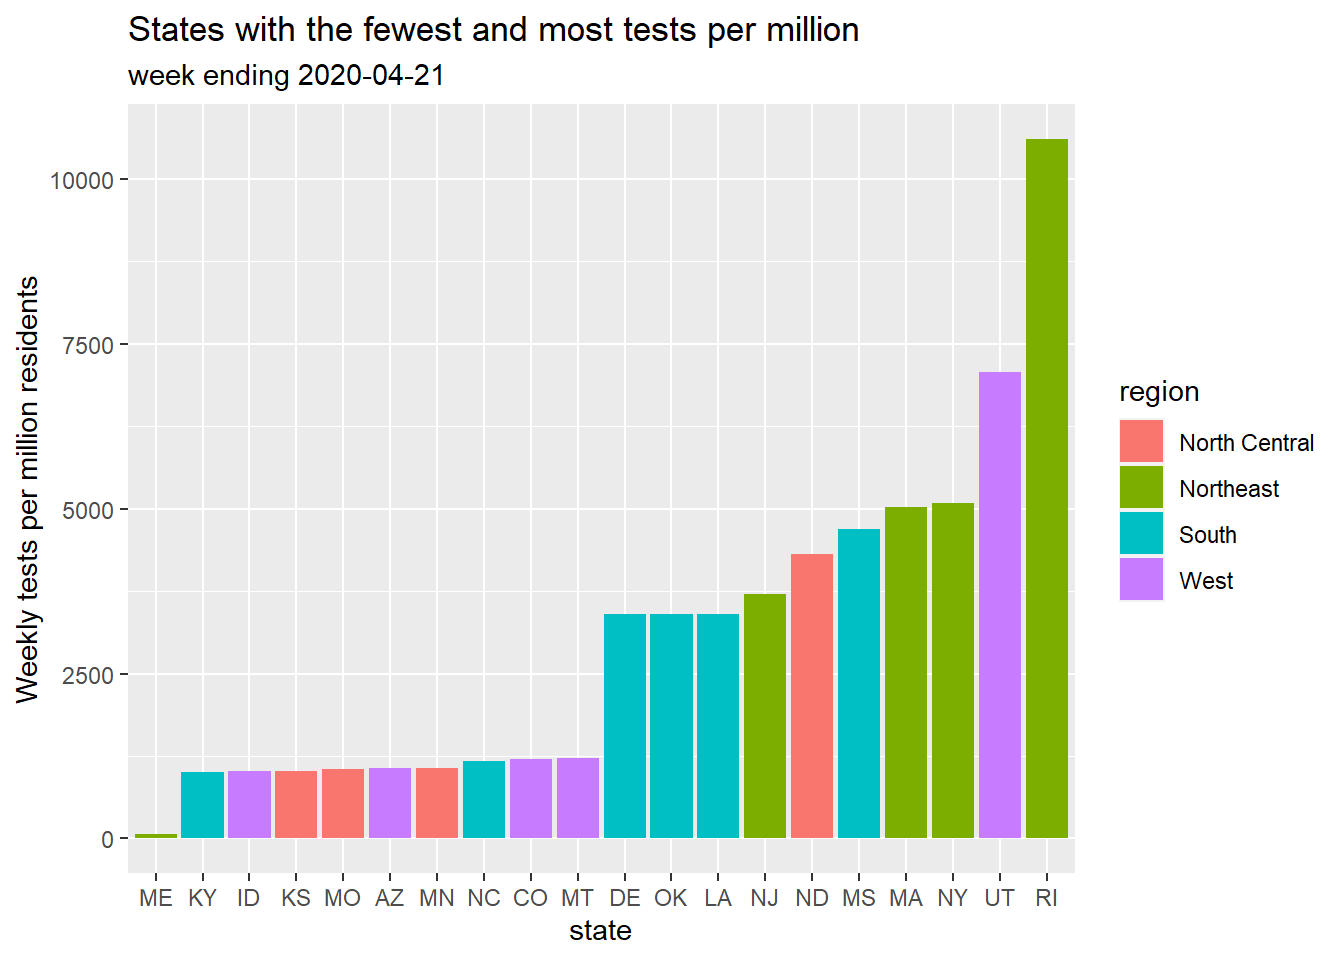 States with the fewest and most tests per million
week ending 2020-04-21
Weekly tests per million residents
10000
7500
5000
2500
0
ME KY ID KS MO AZ MN NC CO MT DE OK LA NJ ND MS MA NY UT RI
state
region
North Central
Northeast
South
West